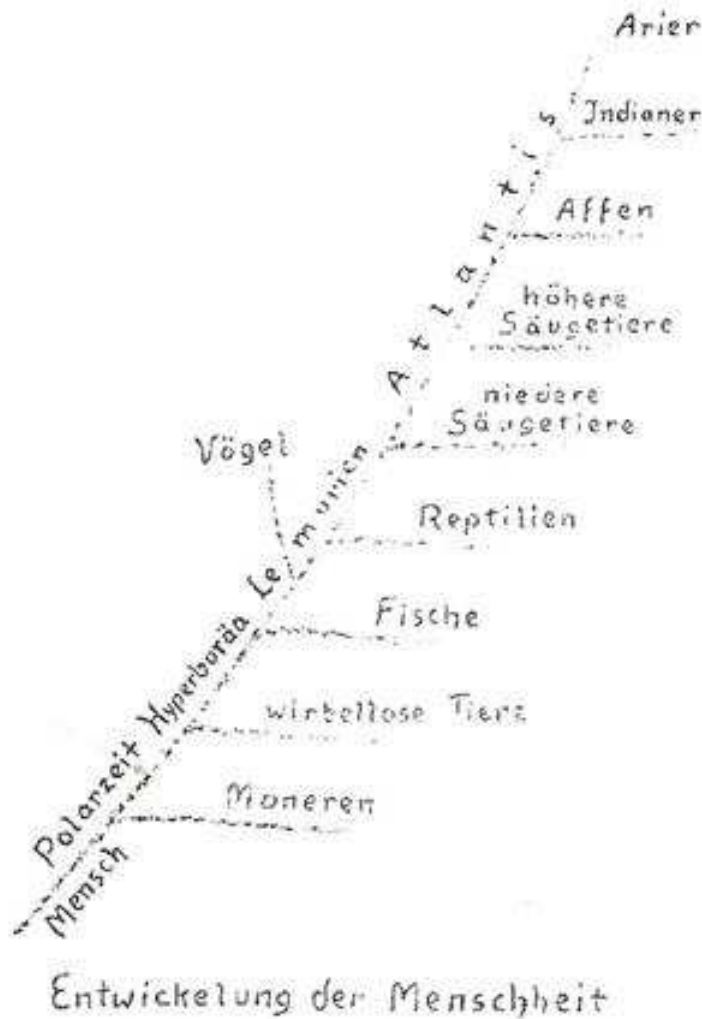 Arier
Indianer
Affen
höhere
Säugetiere
niedere
Säugetiere
Vögel
Reptilien
Fische
wirbellose Tiere
Moneren
Atlantis
Lemurien
Hyperboräa
Polarzeit
Mensch
Entwickelung der Menschheit